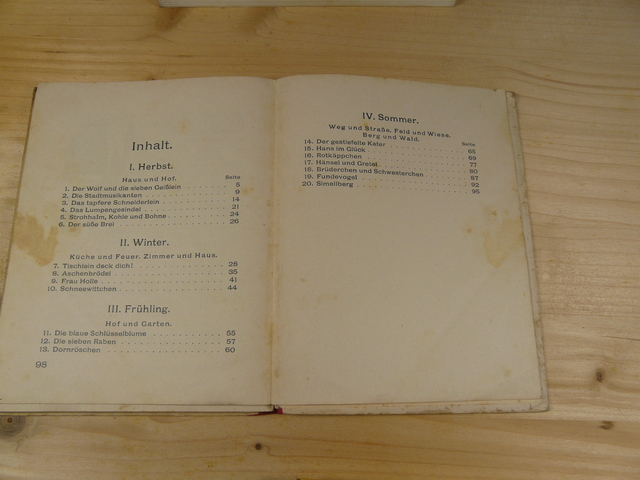 Inhalt.
I. Herbst.
Haus und Hof.
Seite
1. Der Wolf und die sieben Geißlein . . . . . . 5
2. Die Stadtmusikanten . . . . . . 9
3. Das tapfere Schneiderlein . . . . . . 14
4. Das Lumpengesindel . . . . . . 21
5. Strohhalm, Kohle und Bohne . . . . . . 24
6. Der süße Brei . . . . . . 26
II. Winter.
Küche und Feuer. Zimmer und Haus.
7. Tischlein deck dich! . . . . . . 28
8. Aschenbrödel . . . . . . 35
9. Frau Holle . . . . . . 41
10. Schneewittchen . . . . . . 44
III. Frühling.
Hof und Garten.
11. Die blaue Schlüsselblume . . . . . . 55
12. Die sieben Raben . . . . . . 57
13. Dornröschen . . . . . . 60
98
IV. Sommer.
Weg und Straße. Feld und Wiese.
Berg und Wald.
Seite
14. Der gestiefelte Kater . . . . . . 65
15. Hans im Glück . . . . . . 69
16. Rotkäppchen . . . . . . 77
17. Hänsel und Gretel . . . . . . 80
18. Brüderchen und Schwesterchen . . . . . . 87
19. Fundevogel . . . . . . 92
20. Simeliberg . . . . . . 95